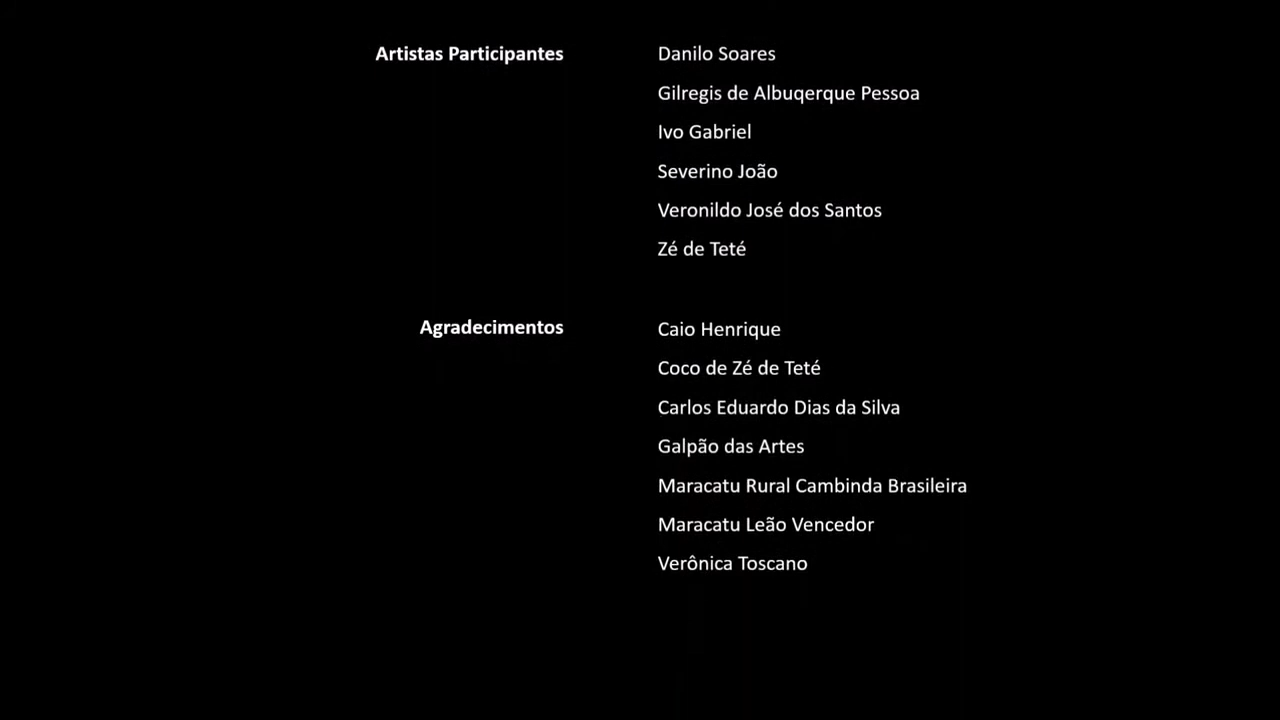 Artistas Participantes Danilo Soares
Gilregis de Albuqerque Pessoa
Ivo Gabriel
Severino João
Veronildo José dos Santos
Zé de Teté
Agradecimentos Caio Henrique
Coco de Zé de Teté
Carlos Eduardo Dias da Silva
Galpão das Artes
Maracatu Rural Cambinda Brasileira
Maracatu Leão Vencedor
Verônica Toscano